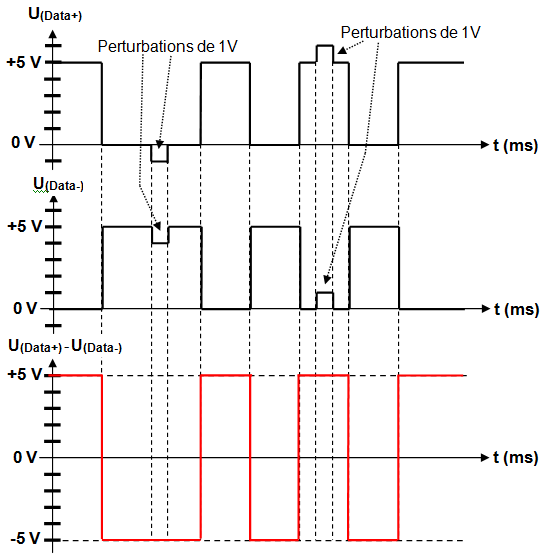 U(Data+)
Perturbations de 1V
Perturbations de 1V
+5 V
0 V
t (ms)
U(Data-)
+5 V
0 V
t (ms)
U(Data+) - U(Data-)
+5 V
0 V
t (ms)
-5 V